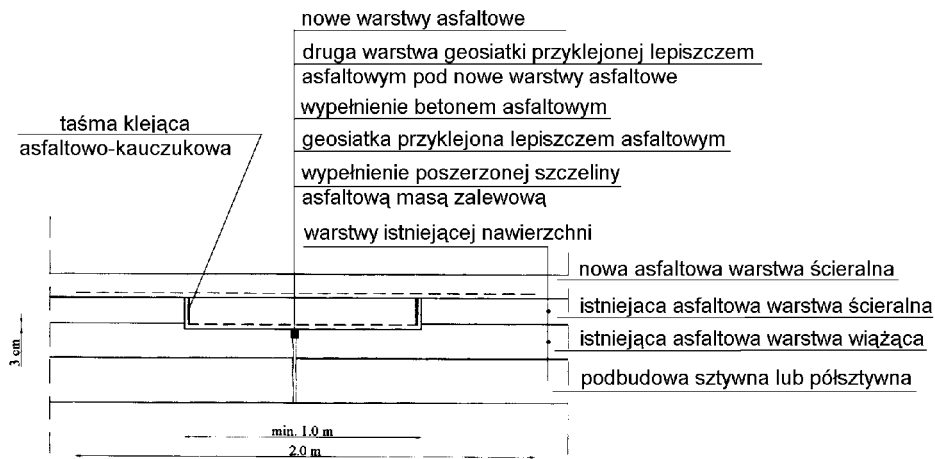 nowe warstwy asfaltowe
druga warstwa geosiatki przyklejonej lepiszczem
asfaltowym pod nowe warstwy asfaltowe
wypełnienie betonem asfaltowym
taśma klejąca
asfaltowo-kauczukowa
geosiatka przyklejona lepiszczem asfaltowym
wypełnienie poszerzonej szczeliny
asfaltową masą zalewową
warstwy istniejącej nawierzchni
nowa asfaltowa warstwa ścieralna
istniejaca asfaltowa warstwa ścieralna
istniejąca asfaltowa warstwa wiążąca
podbudowa sztywna lub półsztywna
3 cm
min. 1.0 m
2.0 m